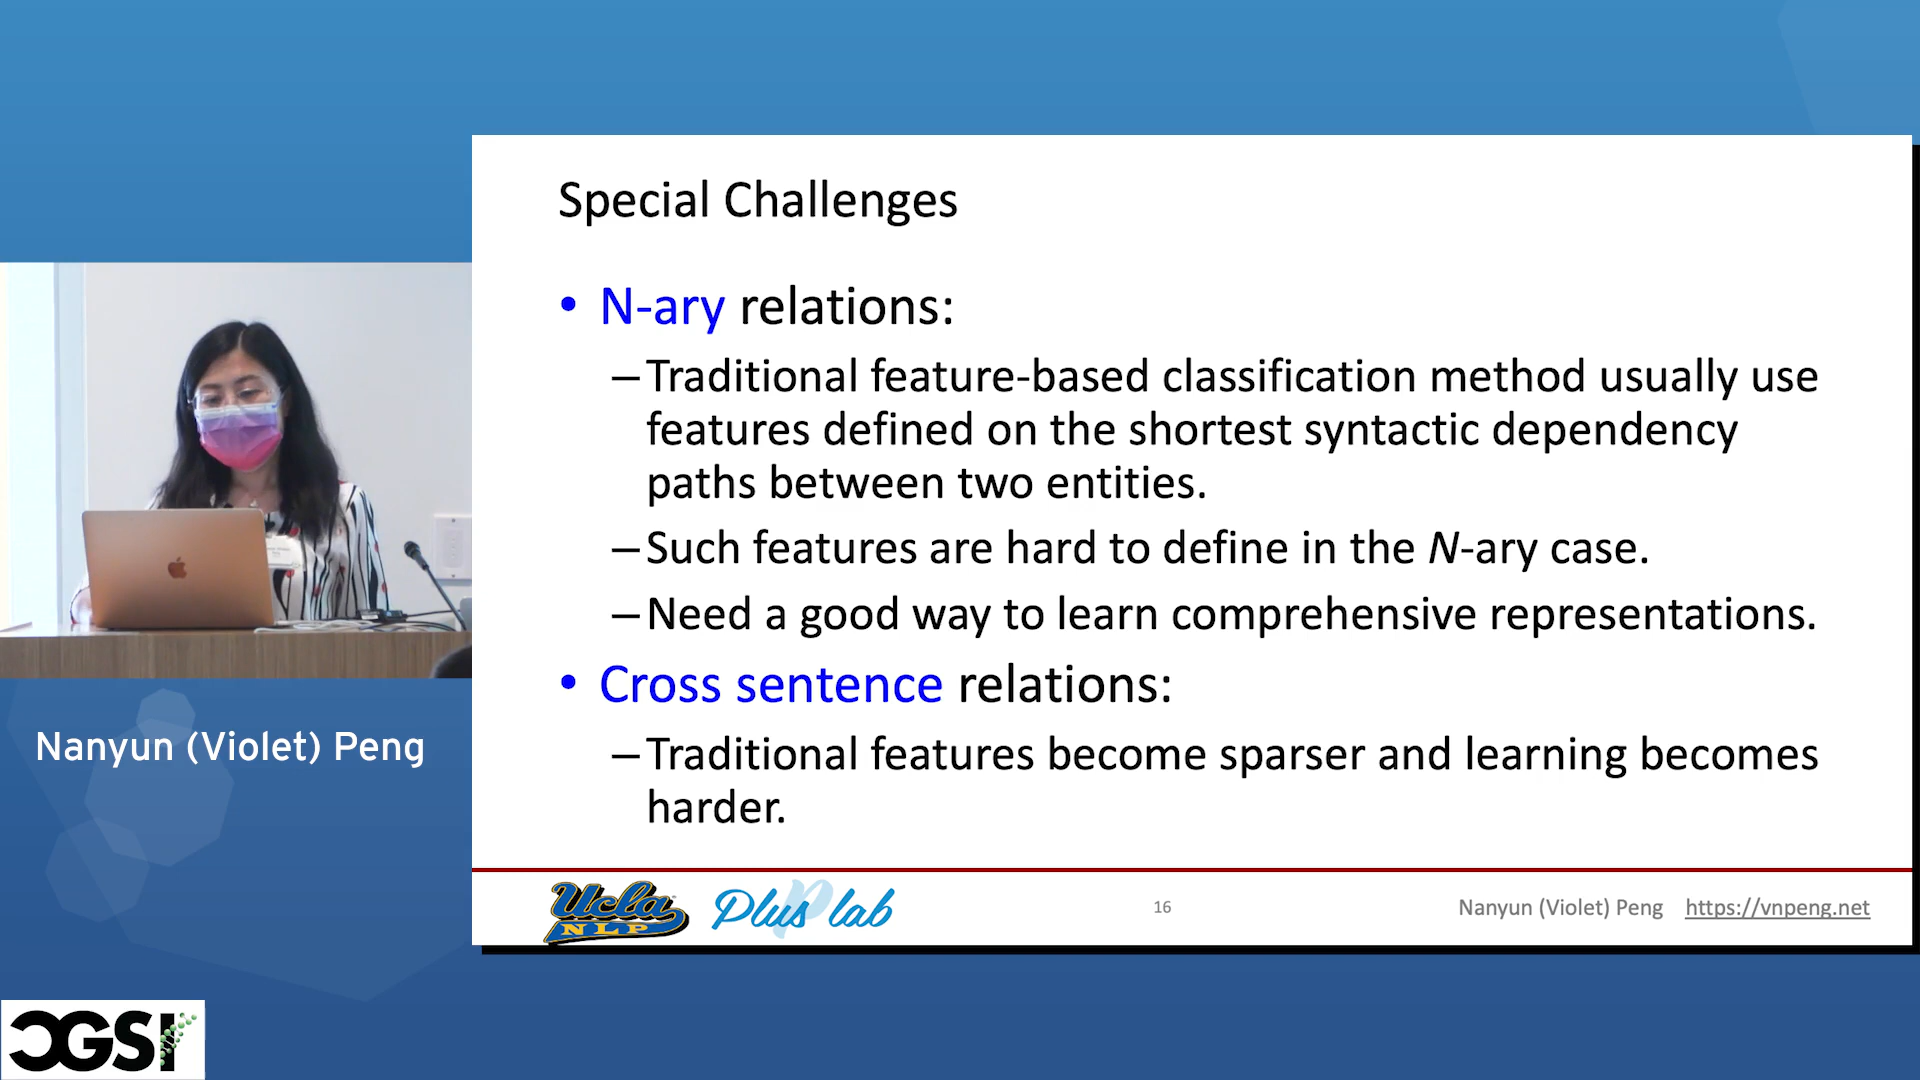 Special Challenges
• N-ary relations:
–Traditional feature-based classification method usually use
features defined on the shortest syntactic dependency
paths between two entities.
–Such features are hard to define in the N-ary case.
–Need a good way to learn comprehensive representations.
• Cross sentence relations:
–Traditional features become sparser and learning becomes
harder.
Ucla NLP
Plus lab
16
Nanyun (Violet) Peng https://vnpeng.net
Nanyun (Violet) Peng
CGSI